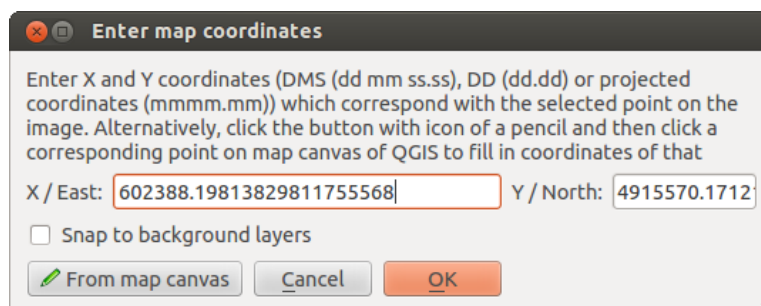 Enter map coordinates
Enter X and Y coordinates (DMS (dd mm ss.ss), DD (dd.dd) or projected
coordinates (mmmm.mm)) which correspond with the selected point on the
image. Alternatively, click the button with icon of a pencil and then click a
corresponding point on map canvas of QGIS to fill in coordinates of that
X / East: 602388.19813829811755568 Y / North: 4915570.1712
Snap to background layers
From map canvas Cancel OK